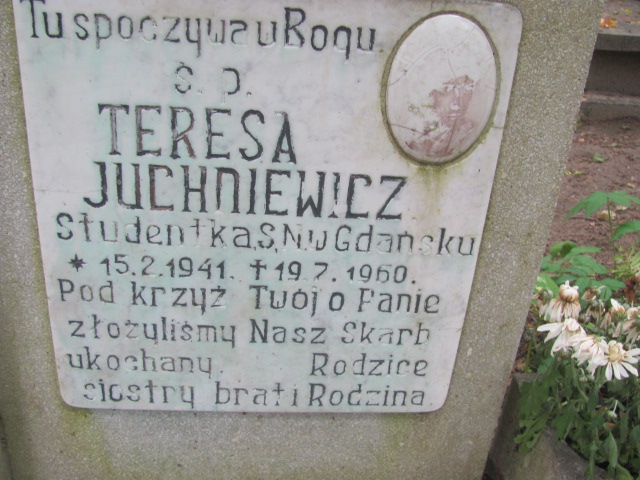 Tu spoczywa u Bogu
Ś. P.
TERESA
JUCHNIEWICZ
Studentka. S. N. w Gdańsku
* 15.2.1941. † 19.7.1960.
Pod krzyż Twój o Panie
złożyliśmy Nasz Skarb
ukochany. Rodzice
siostry brat i Rodzina.